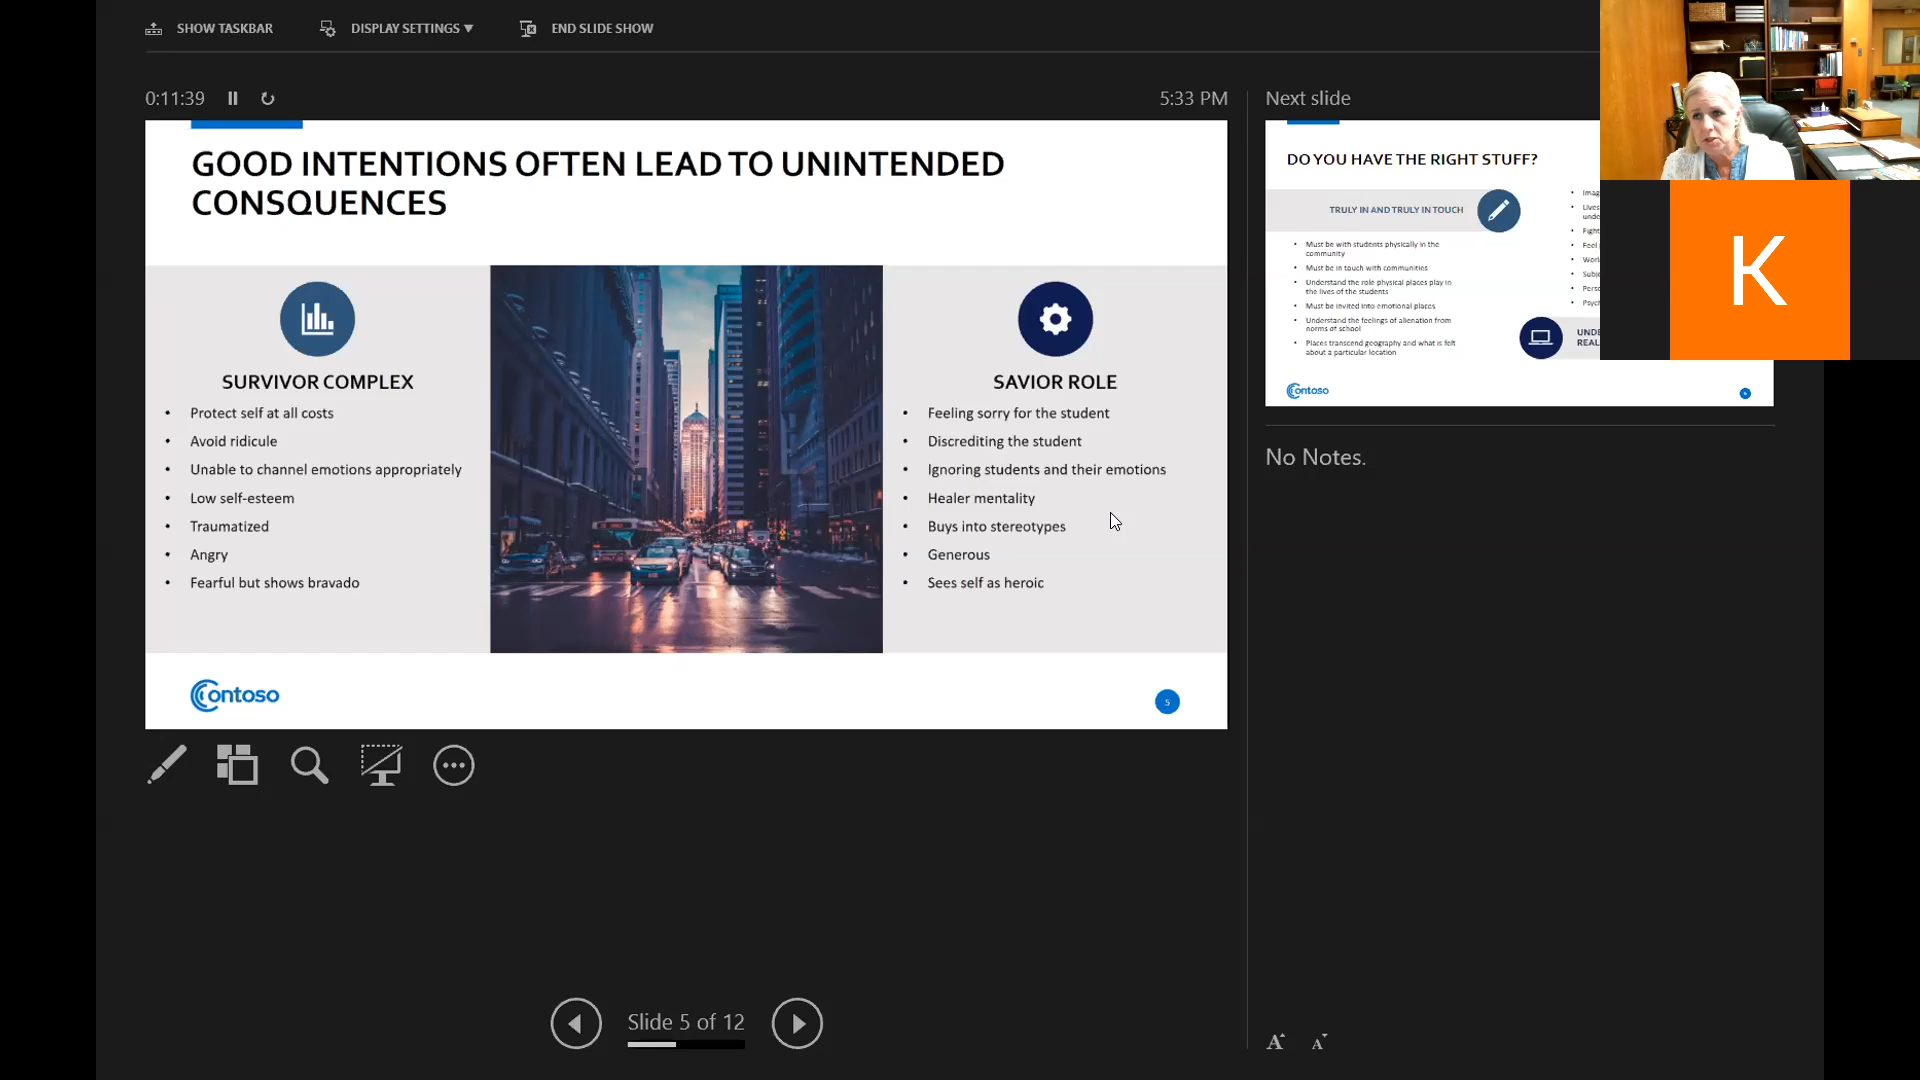 SHOW TASKBAR
DISPLAY SETTINGS ▼
END SLIDE SHOW
0:11:39
5:33 PM
GOOD INTENTIONS OFTEN LEAD TO UNINTENDED
CONSQUENCES
SURVIVOR COMPLEX
• Protect self at all costs
• Avoid ridicule
• Unable to channel emotions appropriately
• Low self-esteem
• Traumatized
• Angry
• Fearful but shows bravado
SAVIOR ROLE
• Feeling sorry for the student
• Discrediting the student
• Ignoring students and their emotions
• Healer mentality
• Buys into stereotypes
• Generous
• Sees self as heroic
Contoso
5
Slide 5 of 12
Next slide
DO YOU HAVE THE RIGHT STUFF?
TRULY IN AND TRULY IN TOUCH
• Must be with students physically in the
community
• Must be in touch with communities
• Understand the role physical places play in
the lives of the students
• Must be invited into emotional places
• Understand the feelings of alienation from
norms of school
• Places transcend geography and what is felt
about a particular location
Contoso
6
No Notes.
A A
K